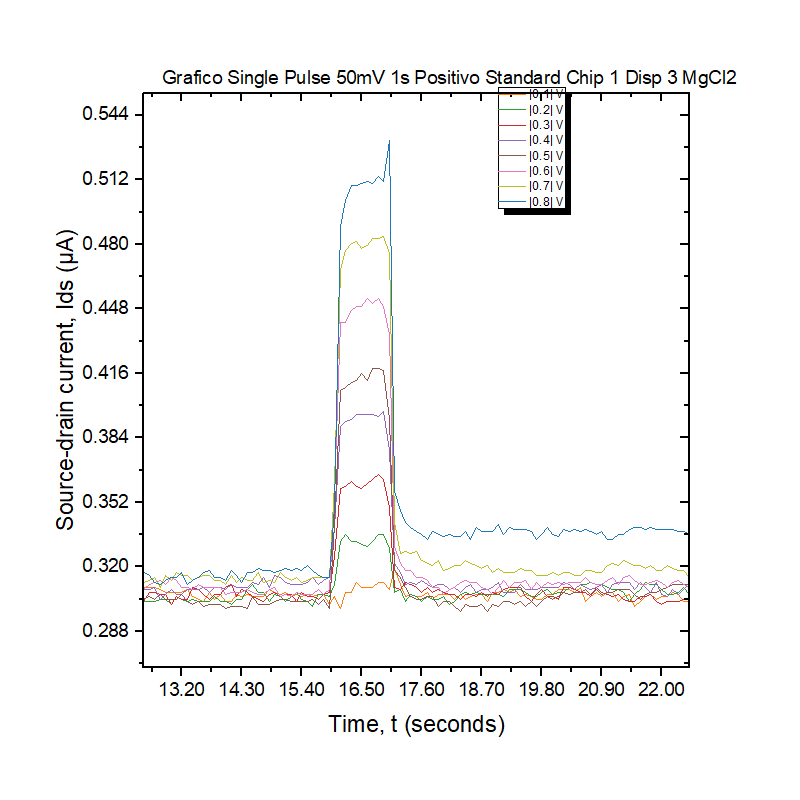 Grafico Single Pulse 50mV 1s Positivo Standard Chip 1 Disp 3 MgCl2
|0.1| V
|0.2| V
|0.3| V
|0.4| V
|0.5| V
|0.6| V
|0.7| V
|0.8| V
0.544
0.512
0.480
0.448
0.416
0.384
0.352
0.320
0.288
Source-drain current, Ids (µA)
13.20 14.30 15.40 16.50 17.60 18.70 19.80 20.90 22.00
Time, t (seconds)